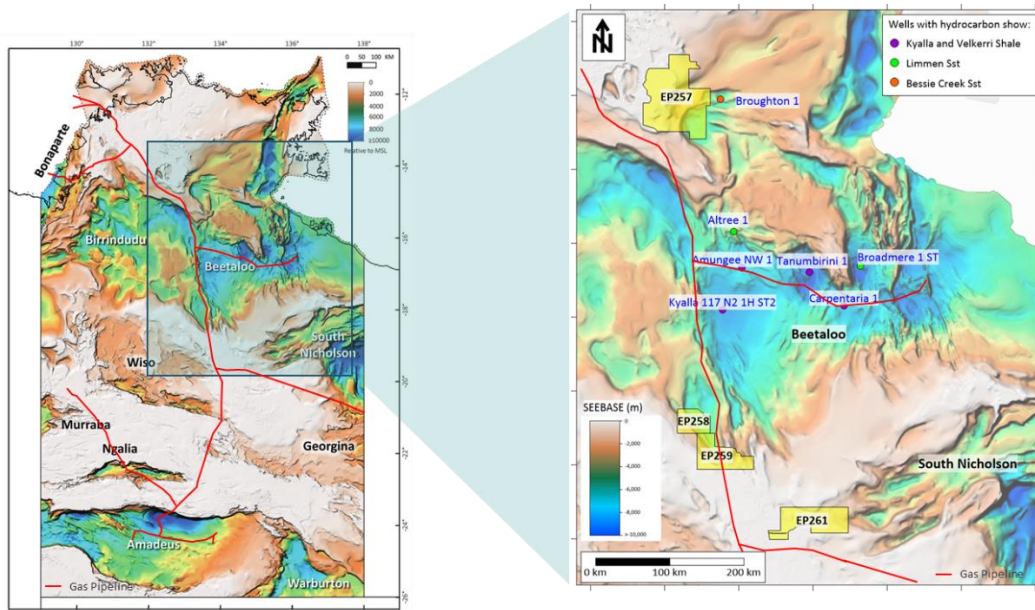 130° 132° 134° 136° 138°
0 50 100 KM
0
2000
4000
6000
8000
≥10000
Relative to MSL
-12°
-14°
-16°
-18°
-20°
-22°
-24°
-26°
Bonaparte
Birrindudu
Beetaloo
South
Nicholson
Wiso
Murraba
Ngalia
Georgina
Amadeus
Warburton
Gas Pipeline
N
Wells with hydrocarbon show:
Kyalla and Velkerri Shale
Limmen Sst
Bessie Creek Sst
EP257
Broughton 1
Altree 1
Amungee NW 1
Tanumbirini 1
Broadmere 1 ST
Kyalla 117 N2 1H ST2
Carpentaria 1
Beetaloo
SEEBASE (m)
0
-2,000
-4,000
-6,000
-8,000
>-10,000
EP258
EP259
South Nicholson
EP261
0 km 100 km 200 km
Gas Pipeline